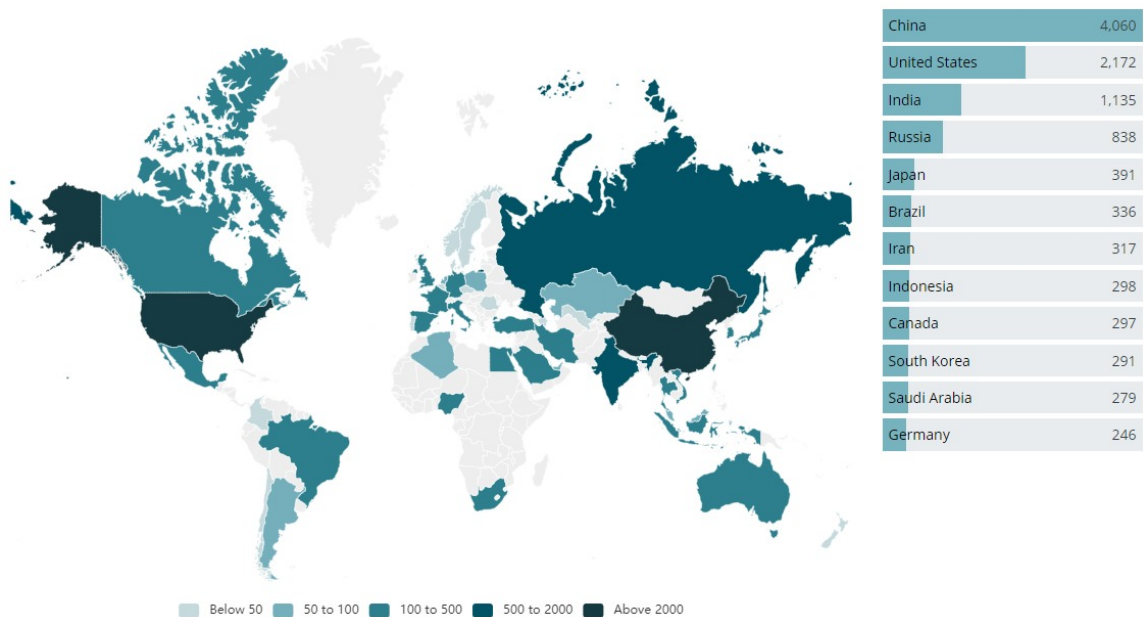 China 4,060
United States 2,172
India 1,135
Russia 838
Japan 391
Brazil 336
Iran 317
Indonesia 298
Canada 297
South Korea 291
Saudi Arabia 279
Germany 246
Below 50 50 to 100 100 to 500 500 to 2000 Above 2000